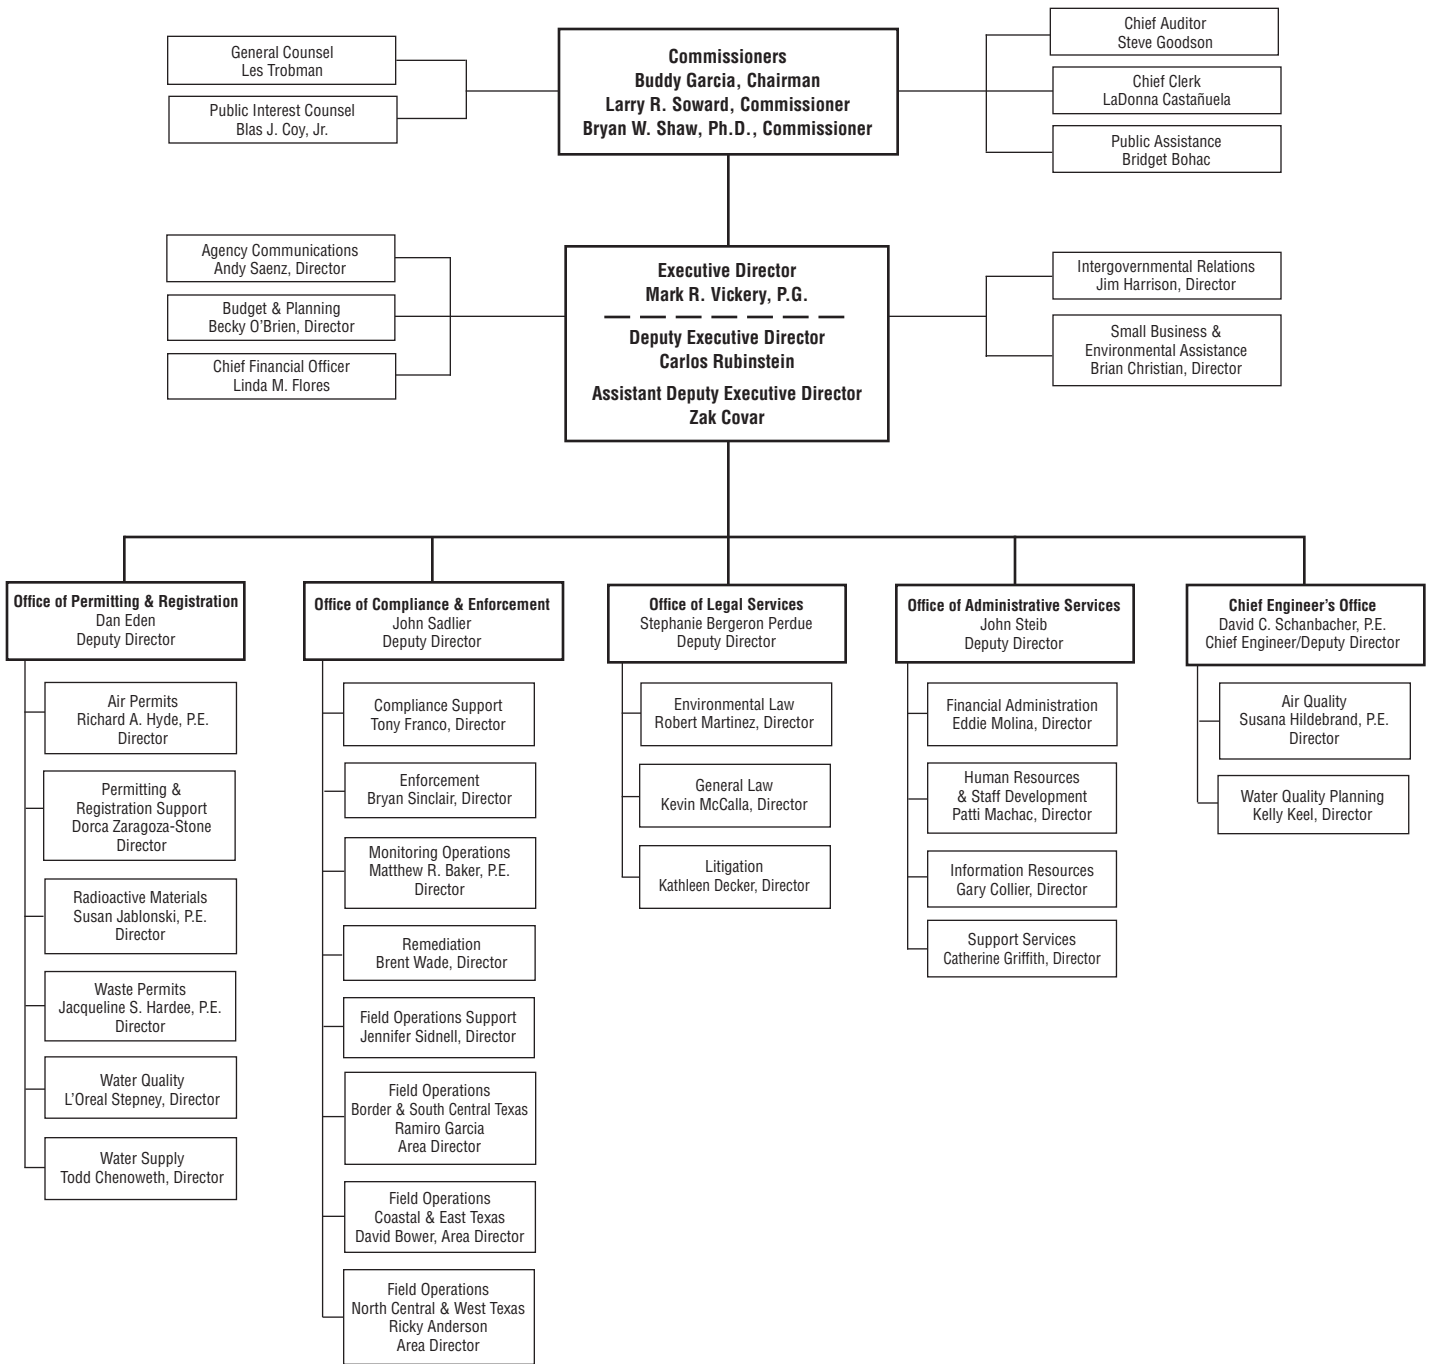 General Counsel
Les Trobman
Public Interest Counsel
Blas J. Coy, Jr.
Commissioners
Buddy Garcia, Chairman
Larry R. Soward, Commissioner
Bryan W. Shaw, Ph.D., Commissioner
Chief Auditor
Steve Goodson
Chief Clerk
LaDonna Castañuela
Public Assistance
Bridget Bohac
Agency Communications
Andy Saenz, Director
Budget & Planning
Becky O'Brien, Director
Chief Financial Officer
Linda M. Flores
Executive Director
Mark R. Vickery, P.G.
Deputy Executive Director
Carlos Rubinstein
Assistant Deputy Executive Director
Zak Covar
Intergovernmental Relations
Jim Harrison, Director
Small Business &
Environmental Assistance
Brian Christian, Director
Office of Permitting & Registration
Dan Eden
Deputy Director
Air Permits
Richard A. Hyde, P.E.
Director
Permitting &
Registration Support
Dorca Zaragoza-Stone
Director
Radioactive Materials
Susan Jablonski, P.E.
Director
Waste Permits
Jacqueline S. Hardee, P.E.
Director
Water Quality
L'Oreal Stepney, Director
Water Supply
Todd Chenoweth, Director
Office of Compliance & Enforcement
John Sadlier
Deputy Director
Compliance Support
Tony Franco, Director
Enforcement
Bryan Sinclair, Director
Monitoring Operations
Matthew R. Baker, P.E.
Director
Remediation
Brent Wade, Director
Field Operations Support
Jennifer Sidnell, Director
Field Operations
Border & South Central Texas
Ramiro Garcia
Area Director
Field Operations
Coastal & East Texas
David Bower, Area Director
Field Operations
North Central & West Texas
Ricky Anderson
Area Director
Office of Legal Services
Stephanie Bergeron Perdue
Deputy Director
Environmental Law
Robert Martinez, Director
General Law
Kevin McCalla, Director
Litigation
Kathleen Decker, Director
Office of Administrative Services
John Steib
Deputy Director
Financial Administration
Eddie Molina, Director
Human Resources
& Staff Development
Patti Machac, Director
Information Resources
Gary Collier, Director
Support Services
Catherine Griffith, Director
Chief Engineer's Office
David C. Schanbacher, P.E.
Chief Engineer/Deputy Director
Air Quality
Susana Hildebrand, P.E.
Director
Water Quality Planning
Kelly Keel, Director